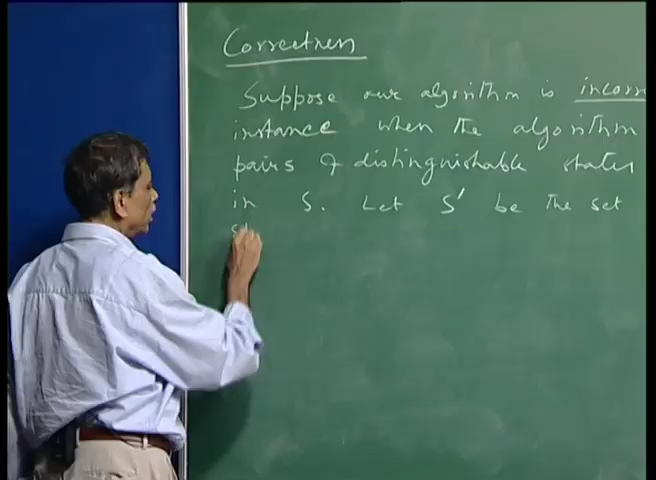 Correctness
Suppose our algorithm is incorr
instance when the algorithm
pairs of distinguishable states
in S. Let S' be the set